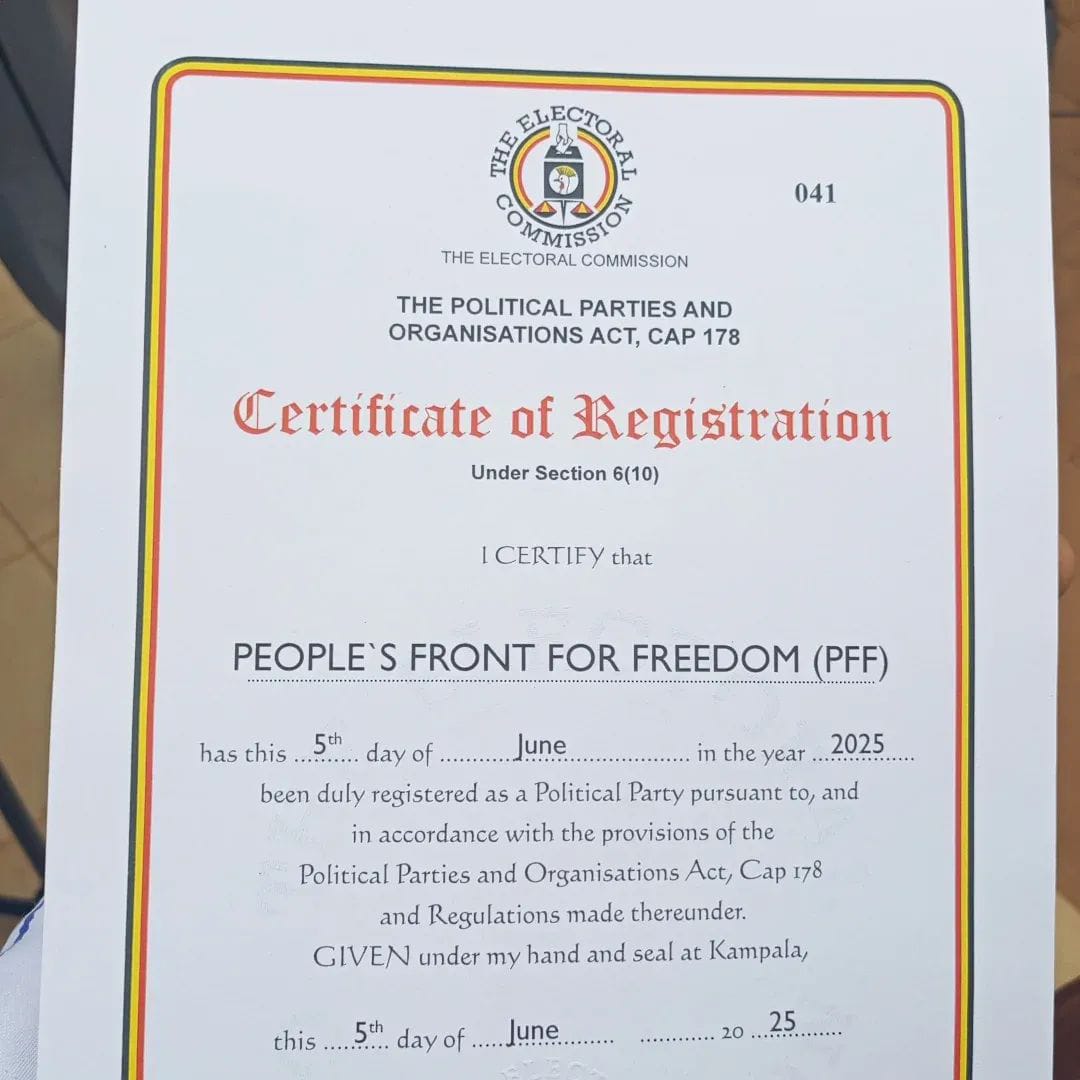 THE ELECTORAL COMMISSION
041
THE ELECTORAL COMMISSION
THE POLITICAL PARTIES AND
ORGANISATIONS ACT, CAP 178
Certificate of Registration
Under Section 6(10)
I CERTIFY that
PEOPLE`S FRONT FOR FREEDOM (PFF)
has this ...5th... day of ...June... in the year ...2025...
been duly registered as a Political Party pursuant to, and
in accordance with the provisions of the
Political Parties and Organisations Act, Cap 178
and Regulations made thereunder.
GIVEN under my hand and seal at Kampala,
this ...5th... day of ...June... ... 20 ...25...